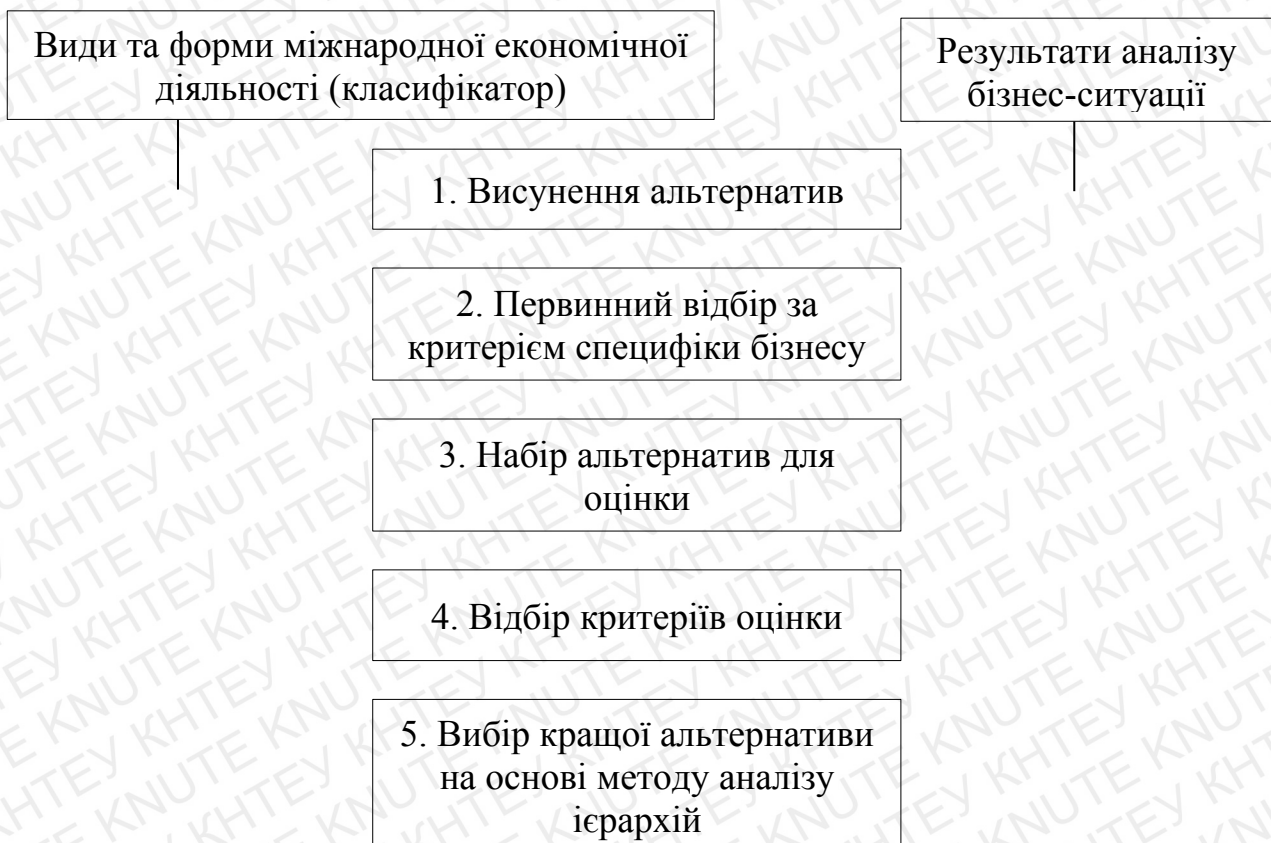 Види та форми міжнародної економічної
діяльності (класифікатор)
Результати аналізу
бізнес-ситуації
1. Висунення альтернатив
2. Первинний відбір за
критерієм специфіки бізнесу
3. Набір альтернатив для
оцінки
4. Відбір критеріїв оцінки
5. Вибір кращої альтернативи
на основі методу аналізу
ієрархій